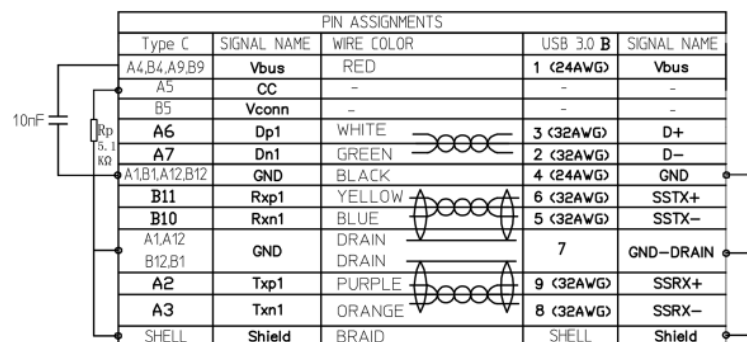 PIN ASSIGNMENTS
Type C SIGNAL NAME WIRE COLOR USB 3.0 B SIGNAL NAME
A4,B4,A9,B9 Vbus RED 1 (24AWG) Vbus
A5 CC - - -
B5 Vconn - - -
10nF
Rp
5.1
KΩ
A6 Dp1 WHITE 3 (32AWG) D+
A7 Dn1 GREEN 2 (32AWG) D-
A1,B1,A12,B12 GND BLACK 4 (24AWG) GND
B11 Rxp1 YELLOW 6 (32AWG) SSTX+
B10 Rxn1 BLUE 5 (32AWG) SSTX-
A1,A12 GND DRAIN 7 GND-DRAIN
B12,B1 DRAIN
A2 Txp1 PURPLE 9 (32AWG) SSRX+
A3 Txn1 ORANGE 8 (32AWG) SSRX-
SHELL Shield BRAID SHELL Shield